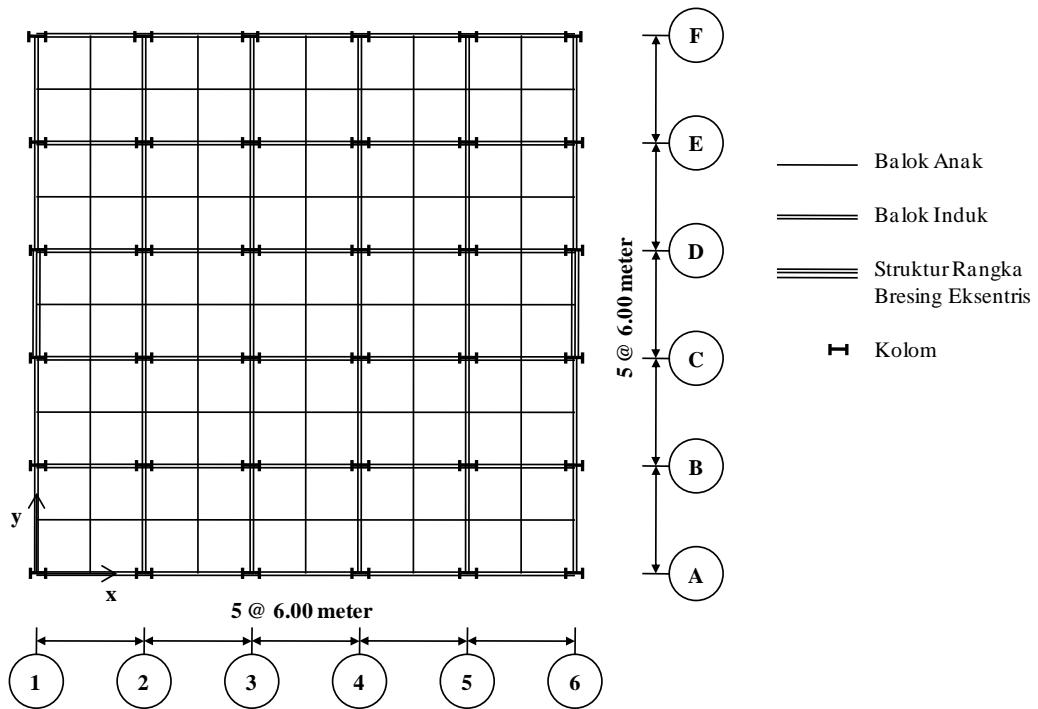 F
E
D
C
B
A
5 @ 6.00 meter
Balok Anak
Balok Induk
Struktur Rangka
Bresing Eksentris
Kolom
y
x
5 @ 6.00 meter
1 2 3 4 5 6